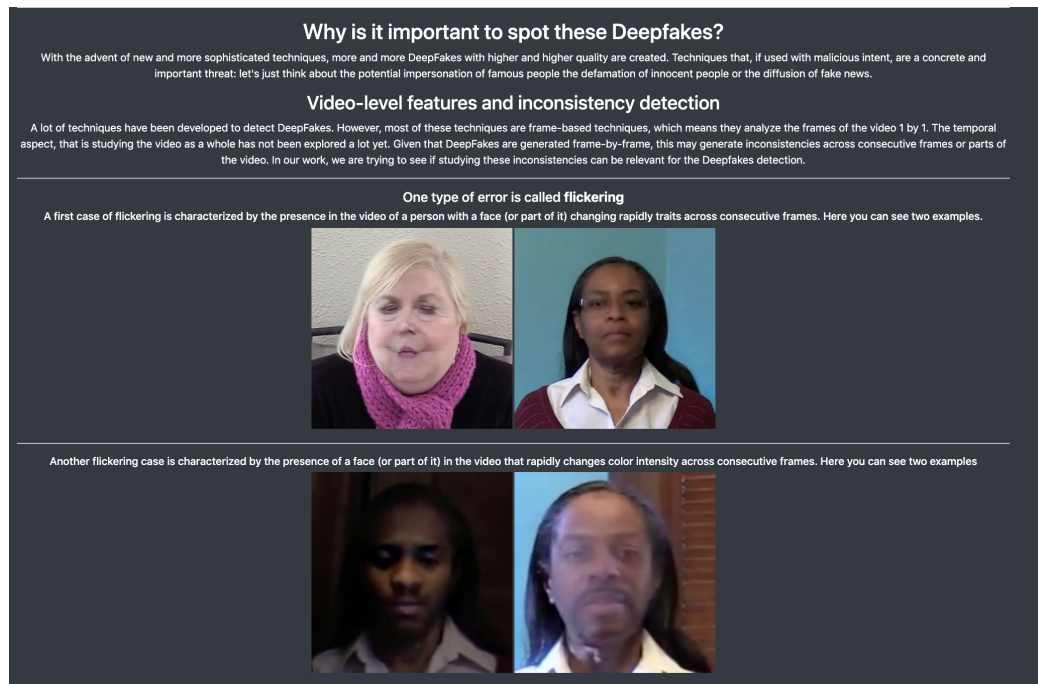 Why is it important to spot these Deepfakes?
With the advent of new and more sophisticated techniques, more and more DeepFakes with higher and higher quality are created. Techniques that, if used with malicious intent, are a concrete and
important threat: let's just think about the potential impersonation of famous people the defamation of innocent people or the diffusion of fake news.
Video-level features and inconsistency detection
A lot of techniques have been developed to detect DeepFakes. However, most of these techniques are frame-based techniques, which means they analyze the frames of the video 1 by 1. The temporal
aspect, that is studying the video as a whole has not been explored a lot yet. Given that DeepFakes are generated frame-by-frame, this may generate inconsistencies across consecutive frames or parts of
the video. In our work, we are trying to see if studying these inconsistencies can be relevant for the Deepfakes detection.
One type of error is called flickering
A first case of flickering is characterized by the presence in the video of a person with a face (or part of it) changing rapidly traits across consecutive frames. Here you can see two examples.
Another flickering case is characterized by the presence of a face (or part of it) in the video that rapidly changes color intensity across consecutive frames. Here you can see two examples